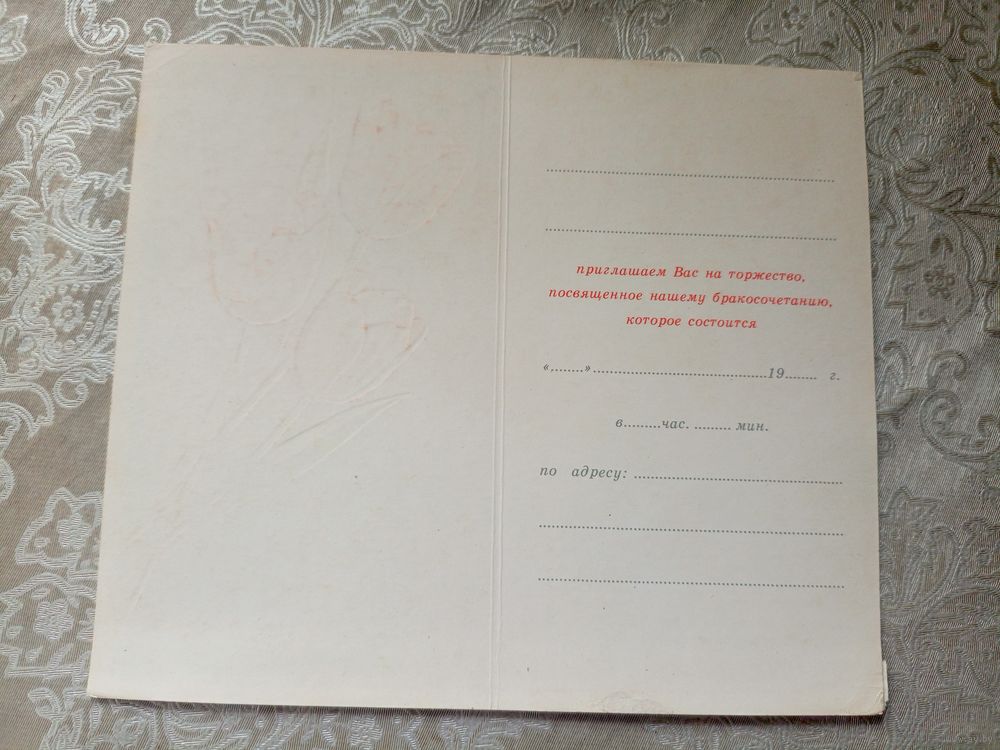 ................................................................
................................................................
приглашаем Вас на торжество,
посвященное нашему бракосочетанию,
которое состоится
«........»..........................................19........ г.
в.........час. ......... мин.
по адресу: ..................................................
................................................................
................................................................